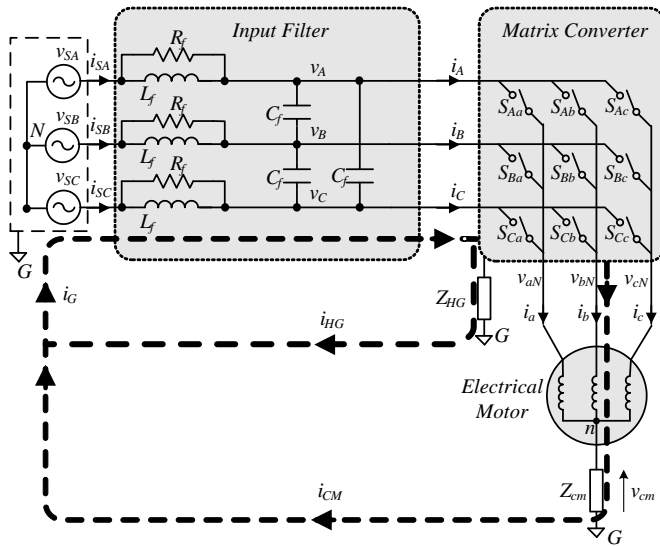 Input Filter
Matrix Converter
v_SA i_SA R_f L_f v_A i_A S_Aa S_Ab S_Ac
N v_SB i_SB R_f L_f C_f v_B i_B S_Ba S_Bb S_Bc
v_SC i_SC R_f L_f C_f v_C C_f i_C S_Ca S_Cb S_Cc
G
i_G
Z_HG
G
v_aN v_bN v_cN
i_HG
i_a i_b i_c
Electrical
Motor
n
i_CM
Z_cm
v_cm
G